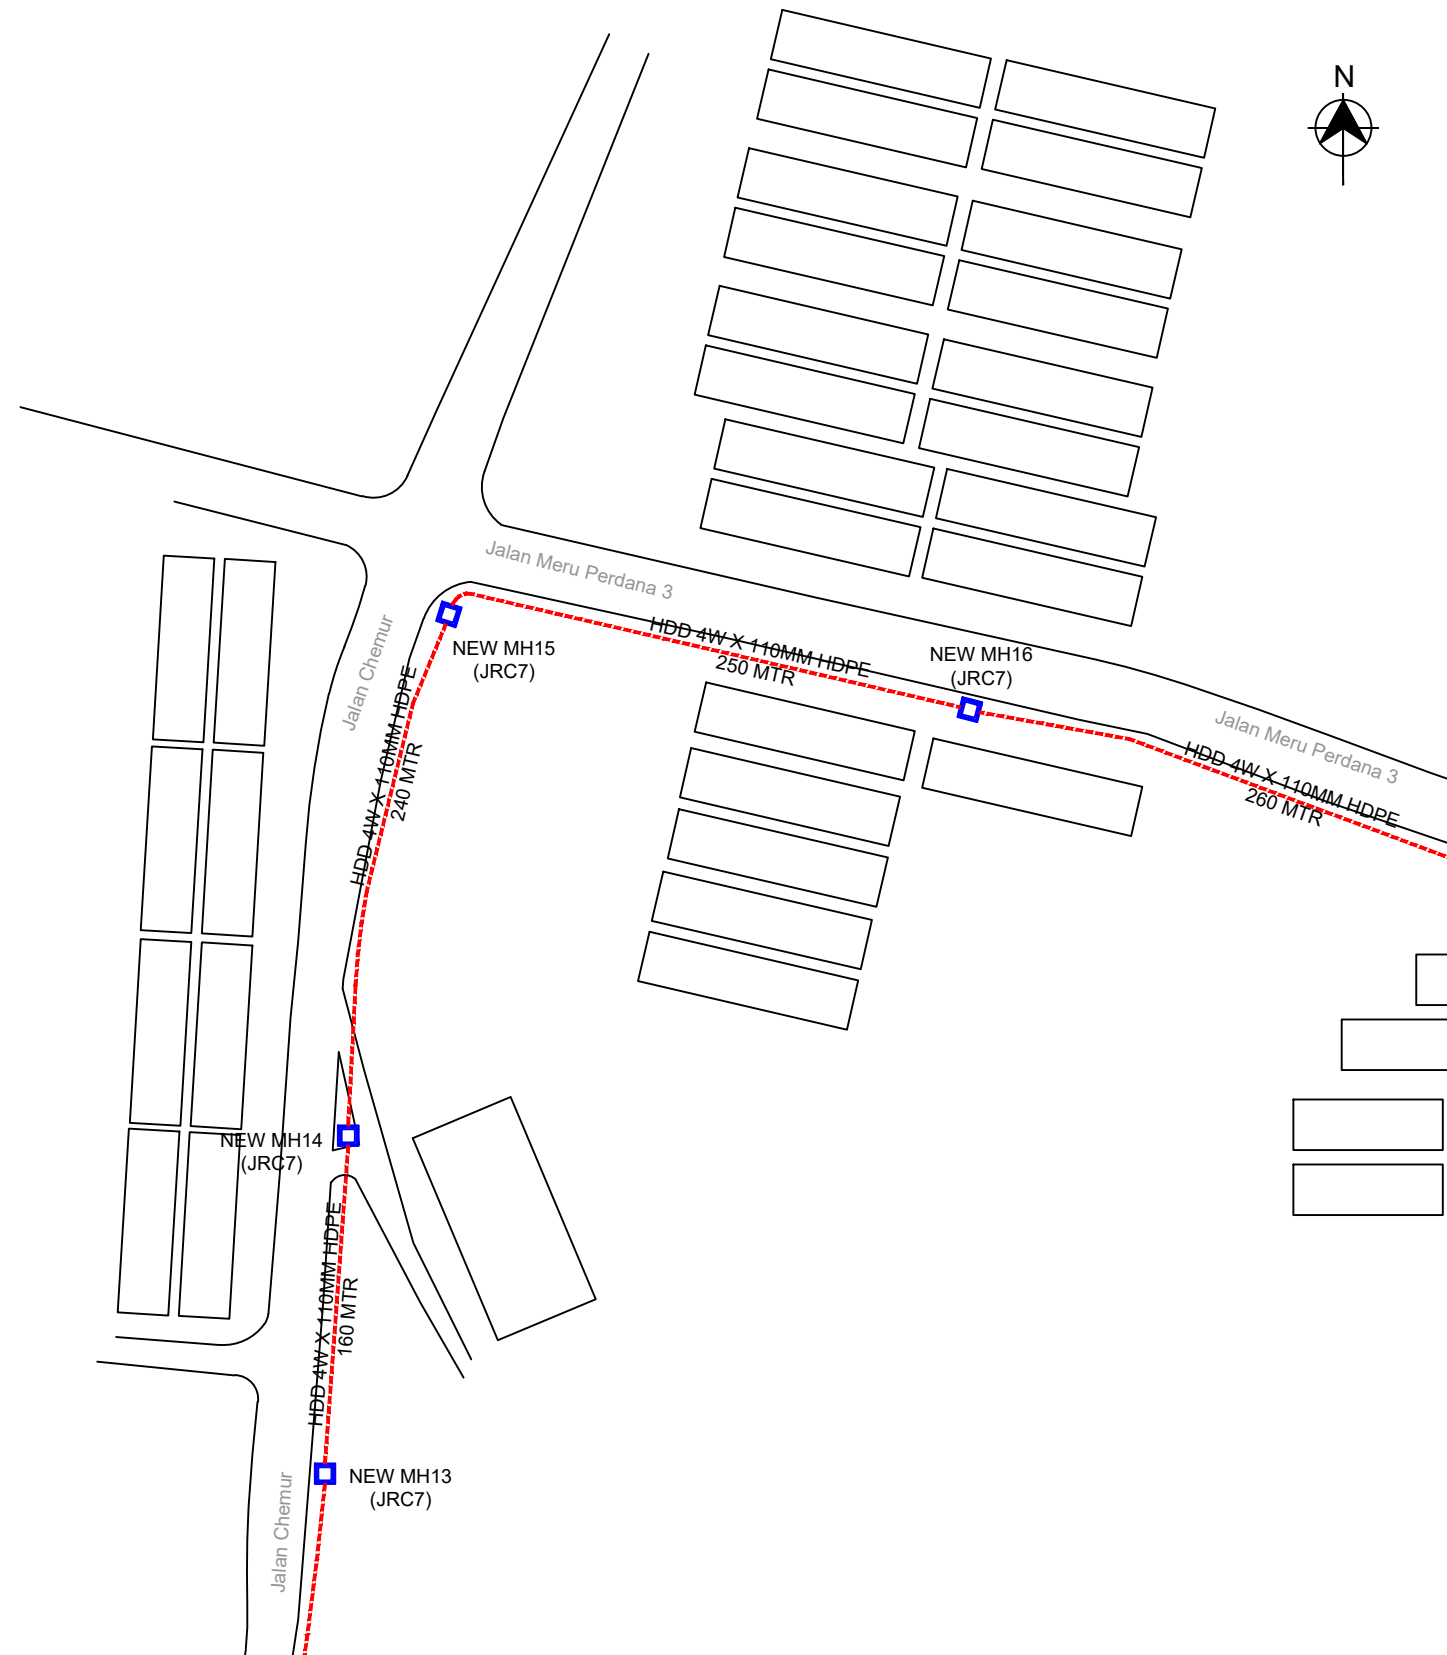 N
Jalan Meru Perdana 3
Jalan Chemur
NEW MH15
(JRC7)
HDD 4W X 110MM HDPE
250 MTR
NEW MH16
(JRC7)
Jalan Meru Perdana 3
HDD 4W X 110MM HDPE
260 MTR
HDD 4W X 110MM HDPE
240 MTR
NEW MH14
(JRC7)
HDD 4W X 110MM HDPE
160 MTR
NEW MH13
(JRC7)
Jalan Chemur